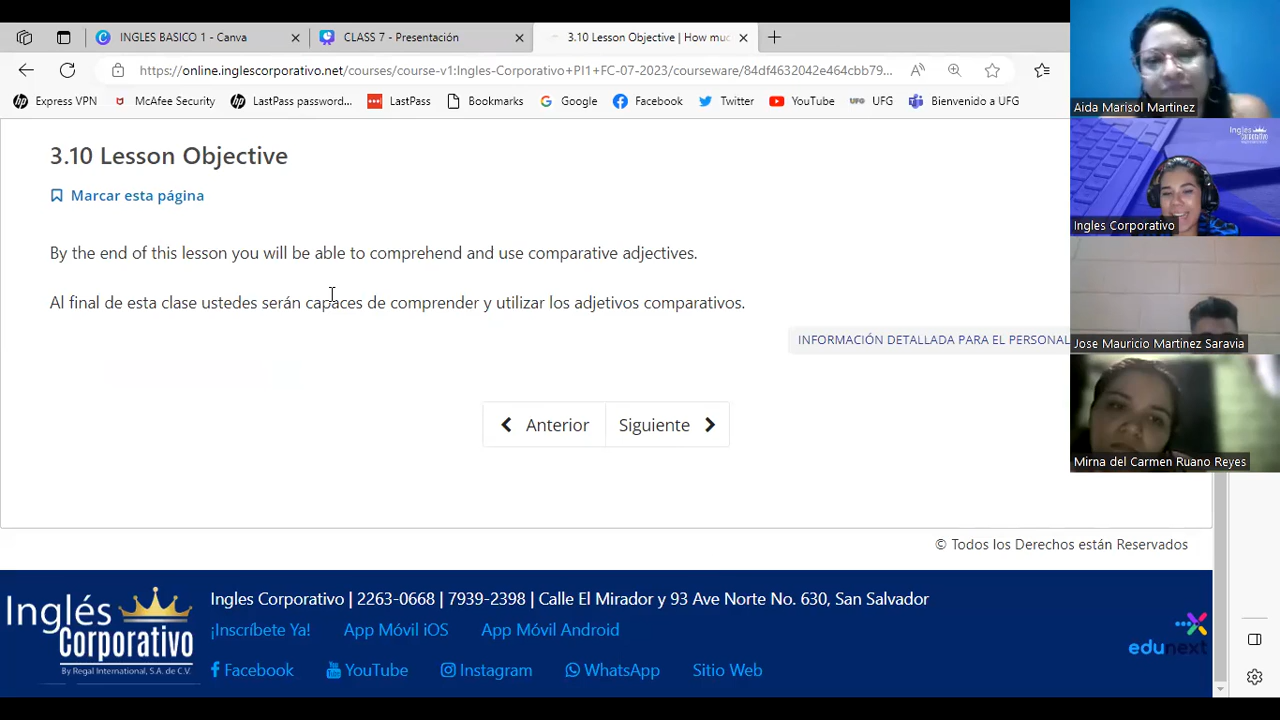 INGLES BASICO 1 - Canva
CLASS 7 - Presentación
3.10 Lesson Objective | How muc
https://online.inglescorporativo.net/courses/course-v1:Ingles-Corporativo+PI1+FC-07-2023/courseware/84df4632042e464cbb79...
Express VPN
McAfee Security
LastPass password...
LastPass
Bookmarks
Google
Facebook
Twitter
YouTube
UFG
Bienvenido a UFG
3.10 Lesson Objective
Marcar esta página
By the end of this lesson you will be able to comprehend and use comparative adjectives.
Al final de esta clase ustedes serán capaces de comprender y utilizar los adjetivos comparativos.
INFORMACIÓN DETALLADA PARA EL PERSONAL
Anterior
Siguiente
© Todos los Derechos están Reservados
Inglés
Corporativo
By Regal International, S.A. de C.V.
Ingles Corporativo | 2263-0668 | 7939-2398 | Calle El Mirador y 93 Ave Norte No. 630, San Salvador
¡Inscríbete Ya!
App Móvil iOS
App Móvil Android
Facebook
YouTube
Instagram
WhatsApp
Sitio Web
edunext
Aida Marisol Martinez
Inglés
Ingles Corporativo
Jose Mauricio Martinez Saravia
Mirna del Carmen Ruano Reyes